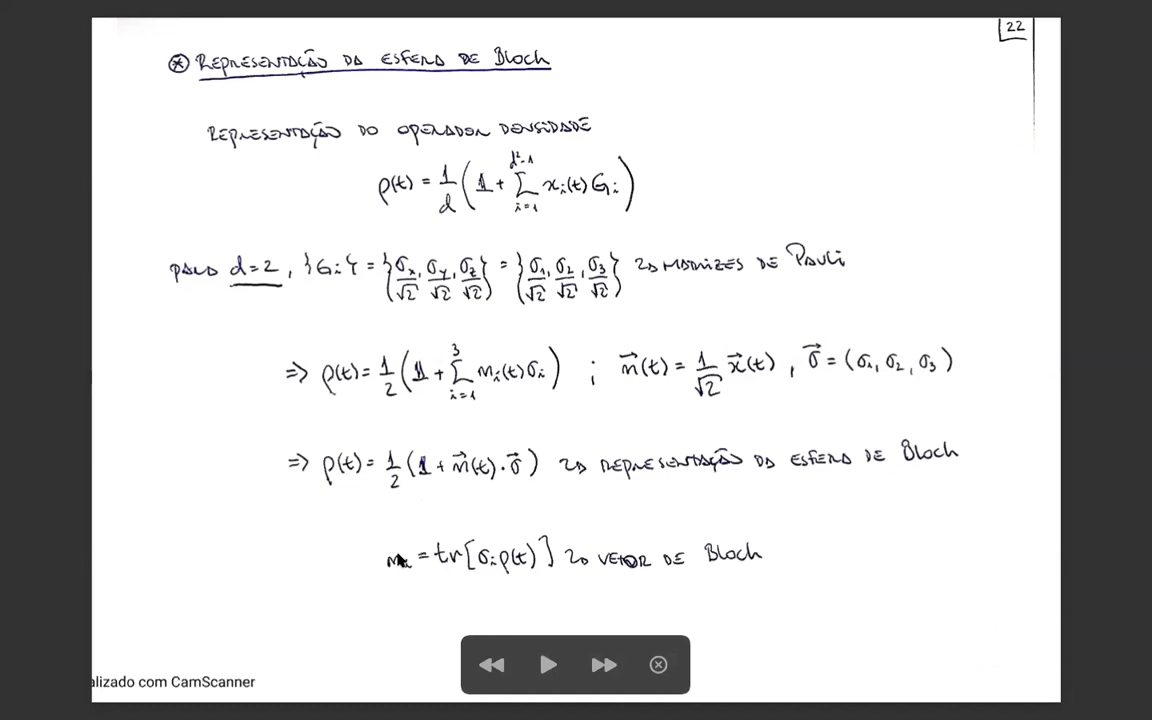 22
⊛ REPRESENTAÇÃO DA ESFERA DE Bloch
REPRESENTAÇÃO DO OPERADOR DENSIDADE
ρ(t) = 1/d (𝟙 + Σ_{i=1}^{d²-1} x_i(t) G_i)
PARA d=2, {G_i} = {σ_x/√2, σ_y/√2, σ_z/√2} = {σ_1/√2, σ_2/√2, σ_3/√2} → MATRIZES DE PAULI
⇒ ρ(t) = 1/2 (𝟙 + Σ_{i=1}^{3} n_i(t) σ_i) ; n⃗(t) = 1/√2 x⃗(t), σ⃗ = (σ_1, σ_2, σ_3)
⇒ ρ(t) = 1/2 (𝟙 + n⃗(t)·σ⃗) → REPRESENTAÇÃO DA ESFERA DE Bloch
n_i = tr[σ_i ρ(t)] → VETOR DE Bloch
alizado com CamScanner